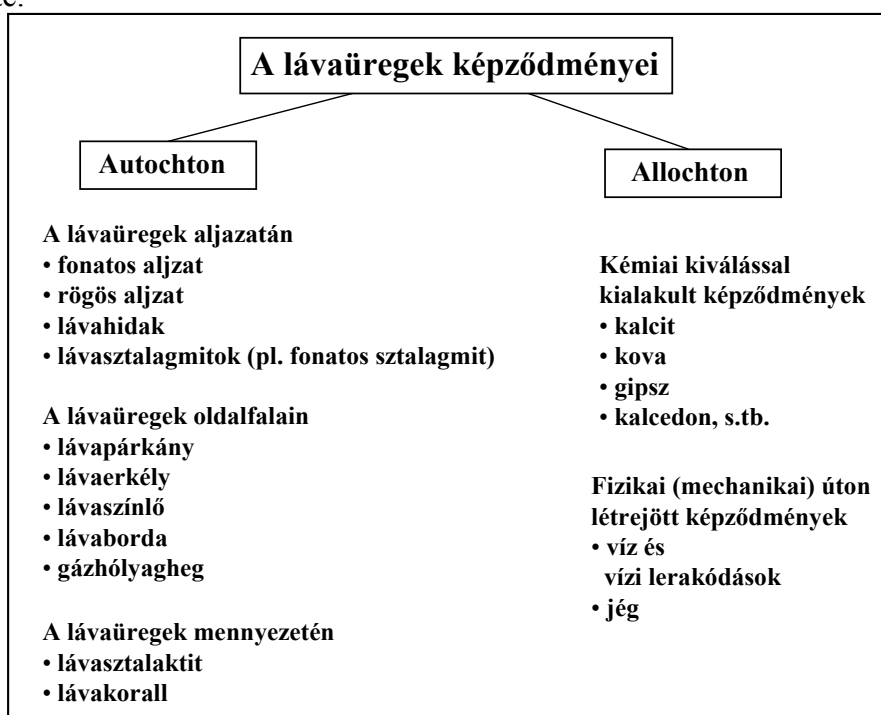 A lávaüregek képződményei
Autochton
A lávaüregek aljazatán
• fonatos aljzat
• rögös aljzat
• lávahidak
• lávasztalagmitok (pl. fonatos sztalagmit)
A lávaüregek oldalfalain
• lávapárkány
• lávaerkély
• lávaszínlő
• lávaborda
• gázhólyagheg
A lávaüregek mennyezetén
• lávasztalaktit
• lávakorall
Allochton
Kémiai kiválással
kialakult képződmények
• kalcit
• kova
• gipsz
• kalcedon, s.tb.
Fizikai (mechanikai) úton
létrejött képződmények
• víz és
vízi lerakódások
• jég